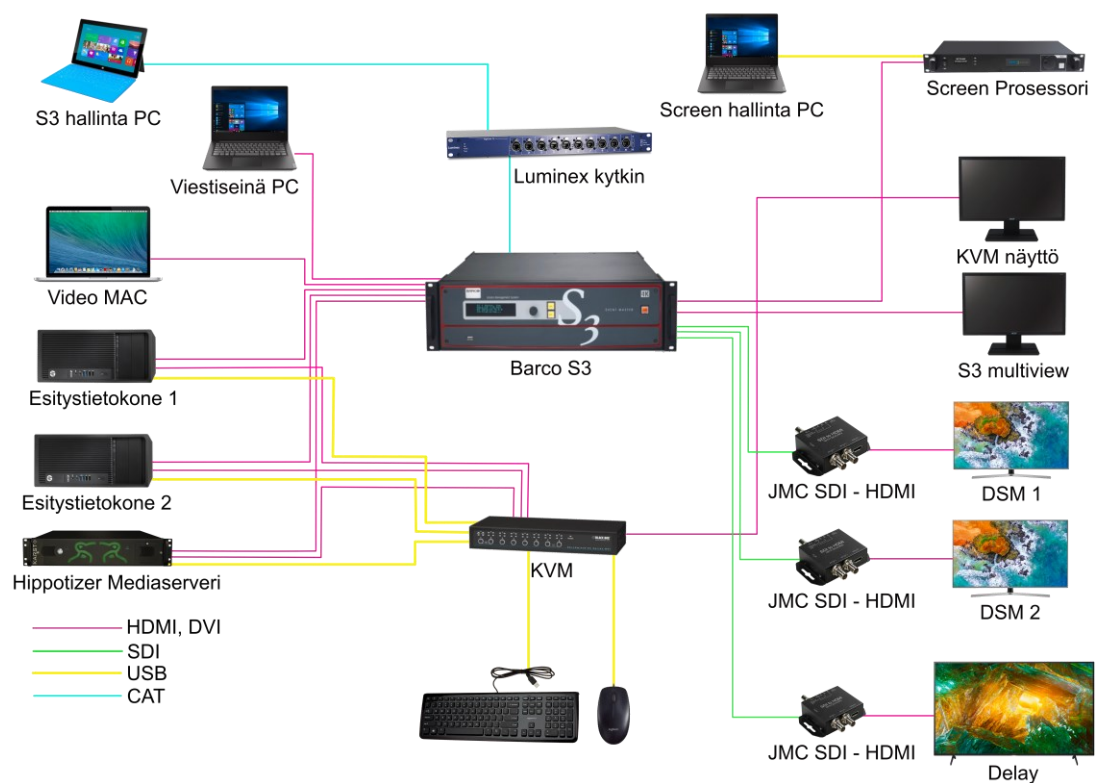 S3 hallinta PC
Viestiseinä PC
Luminex kytkin
Screen hallinta PC
Screen Prosessori
Video MAC
KVM näyttö
S
3
Barco S3
S3 multiview
Esitystietokone 1
Esitystietokone 2
JMC SDI - HDMI
DSM 1
Hippotizer Mediaserveri
KVM
JMC SDI - HDMI
DSM 2
HDMI, DVI
SDI
USB
CAT
JMC SDI - HDMI
Delay